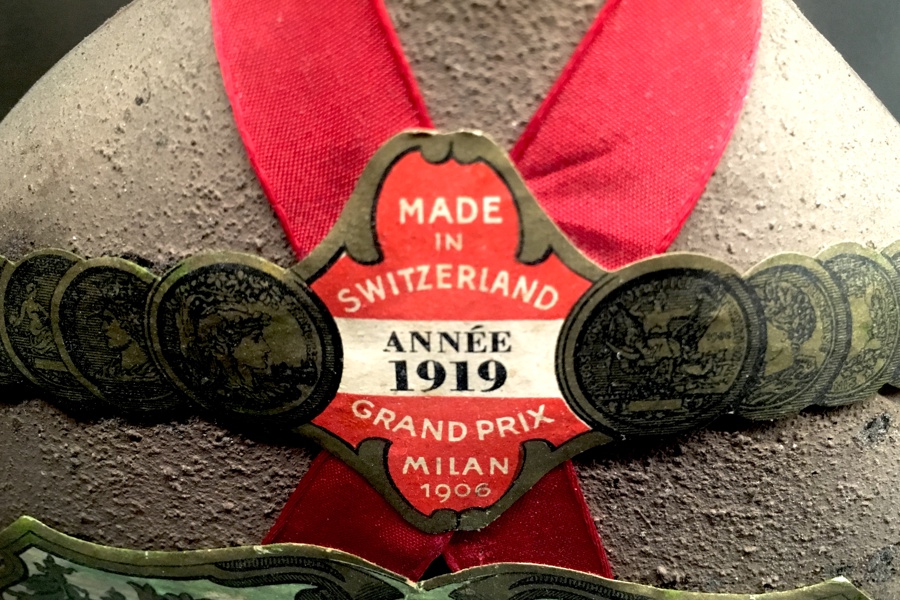 MADE
IN
SWITZERLAND
ANNÉE
1919
GRAND PRIX
MILAN
1906